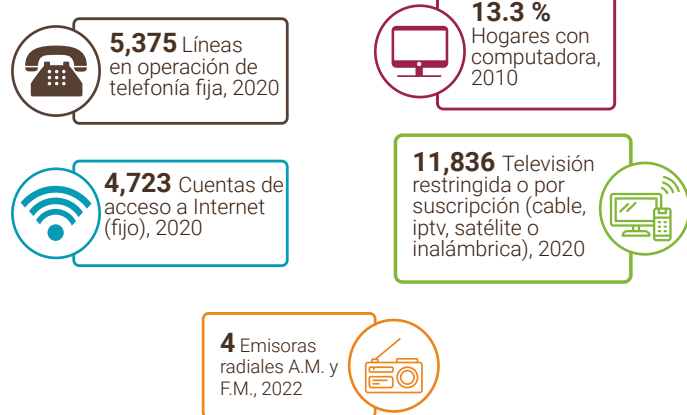 5,375 Líneas
en operación de
telefonía fija, 2020
13.3 %
Hogares con
computadora,
2010
4,723 Cuentas de
acceso a Internet
(fijo), 2020
11,836 Televisión
restringida o por
suscripción (cable,
iptv, satélite o
inalámbrica), 2020
4 Emisoras
radiales A.M. y
F.M., 2022